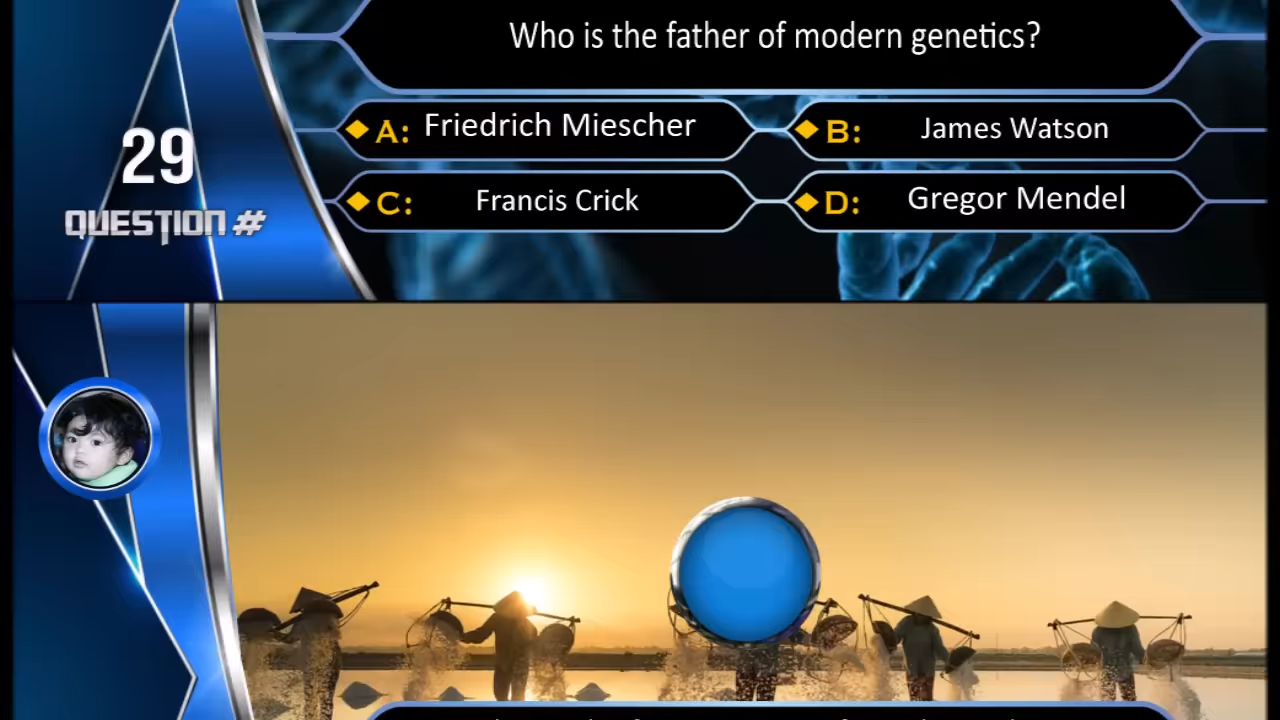 Who is the father of modern genetics?
A: Friedrich Miescher
B: James Watson
C: Francis Crick
D: Gregor Mendel
29
QUESTION #